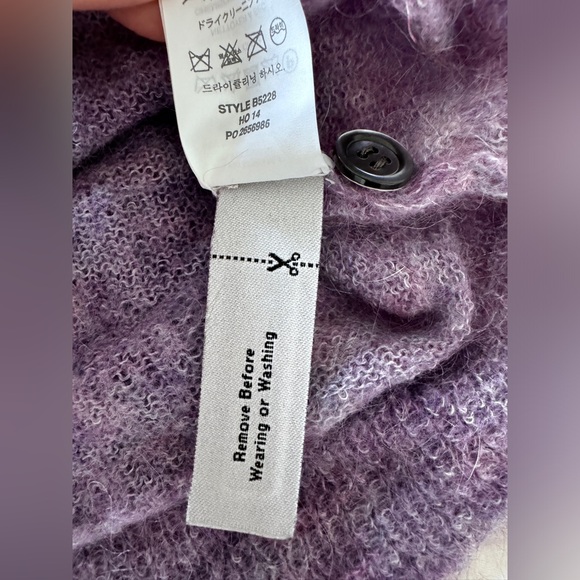 ドライクリーニング
드라이클리닝 하시오.
STYLE B5228
HO 14
PO 2656986
Remove Before
Wearing or Washing